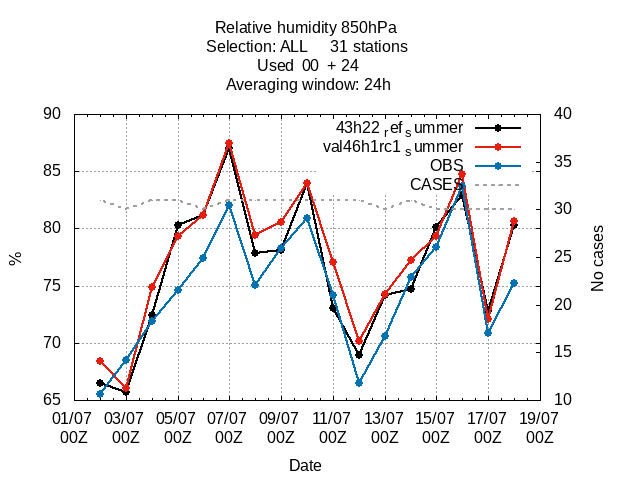 Relative humidity 850hPa
Selection: ALL 31 stations
Used 00 + 24
Averaging window: 24h
90 40
43h22 refsummer
val46h1rc1 summer
OBS
CASES
85 35
80 30
% 75 25 No cases
70 20
65 15
10
01/07 03/07 05/07 07/07 09/07 11/07 13/07 15/07 17/07 19/07
00Z 00Z 00Z 00Z 00Z 00Z 00Z 00Z 00Z 00Z
Date